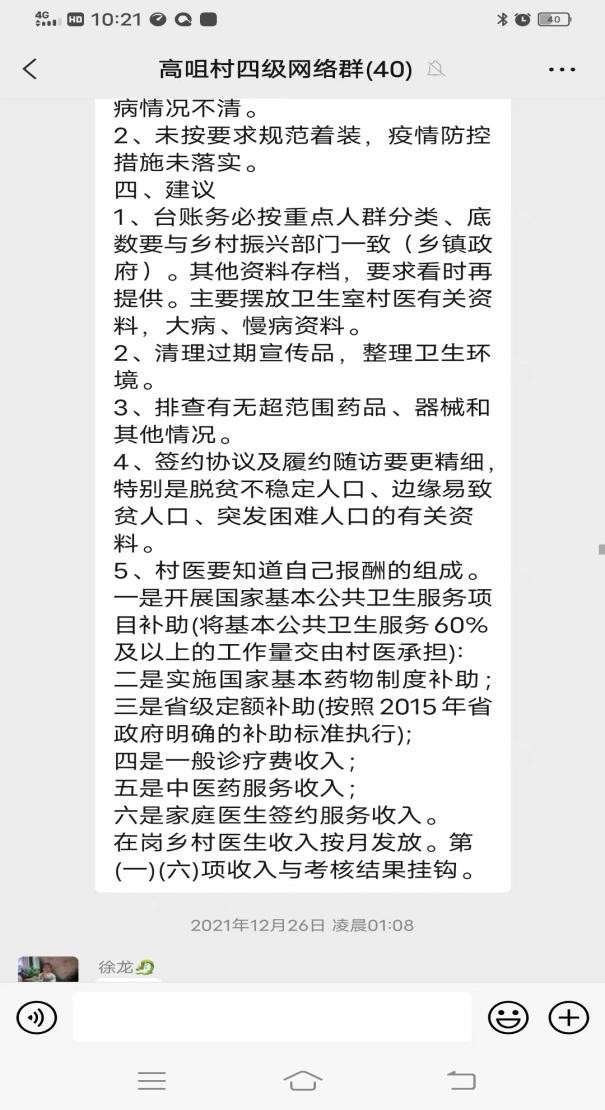 4G HD 10:21 40
高咀村四级网络群(40)
病情况不清。
2、未按要求规范着装，疫情防控
措施未落实。
四、建议
1、台账务必按重点人群分类、底
数要与乡村振兴部门一致（乡镇政
府）。其他资料存档，要求看时再
提供。主要摆放卫生室村医有关资
料，大病、慢病资料。
2、清理过期宣传品，整理卫生环
境。
3、排查有无超范围药品、器械和
其他情况。
4、签约协议及履约随访要更精细，
特别是脱贫不稳定人口、边缘易致
贫人口、突发困难人口的有关资
料。
5、村医要知道自己报酬的组成。
一是开展国家基本公共卫生服务项
目补助(将基本公共卫生服务60%
及以上的工作量交由村医承担):
二是实施国家基本药物制度补助；
三是省级定额补助(按照2015年省
政府明确的补助标准执行);
四是一般诊疗费收入；
五是中医药服务收入；
六是家庭医生签约服务收入。
在岗乡村医生收入按月发放。第
(一)(六)项收入与考核结果挂钩。
2021年12月26日 凌晨01:08
徐龙